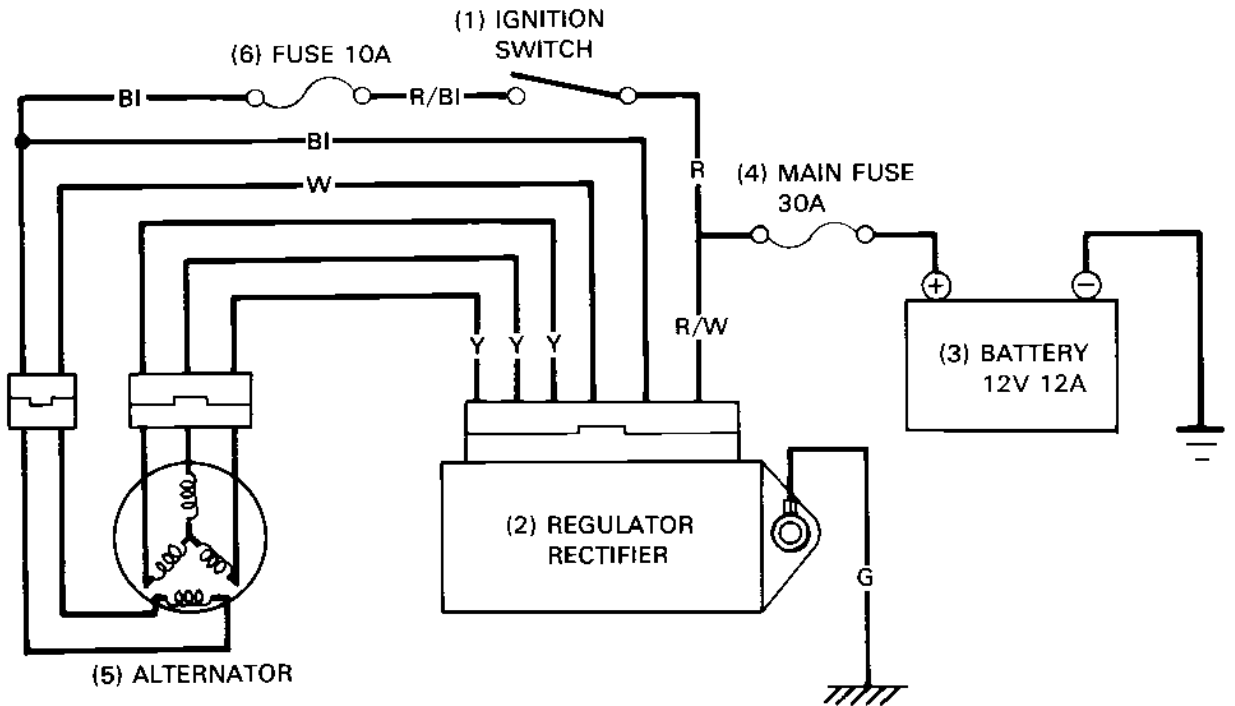 (1) IGNITION
SWITCH
(6) FUSE 10A
Bl
R/Bl
Bl
R
(4) MAIN FUSE
30A
W
+
−
Y
Y
Y
R/W
(3) BATTERY
12V 12A
(2) REGULATOR
RECTIFIER
G
(5) ALTERNATOR